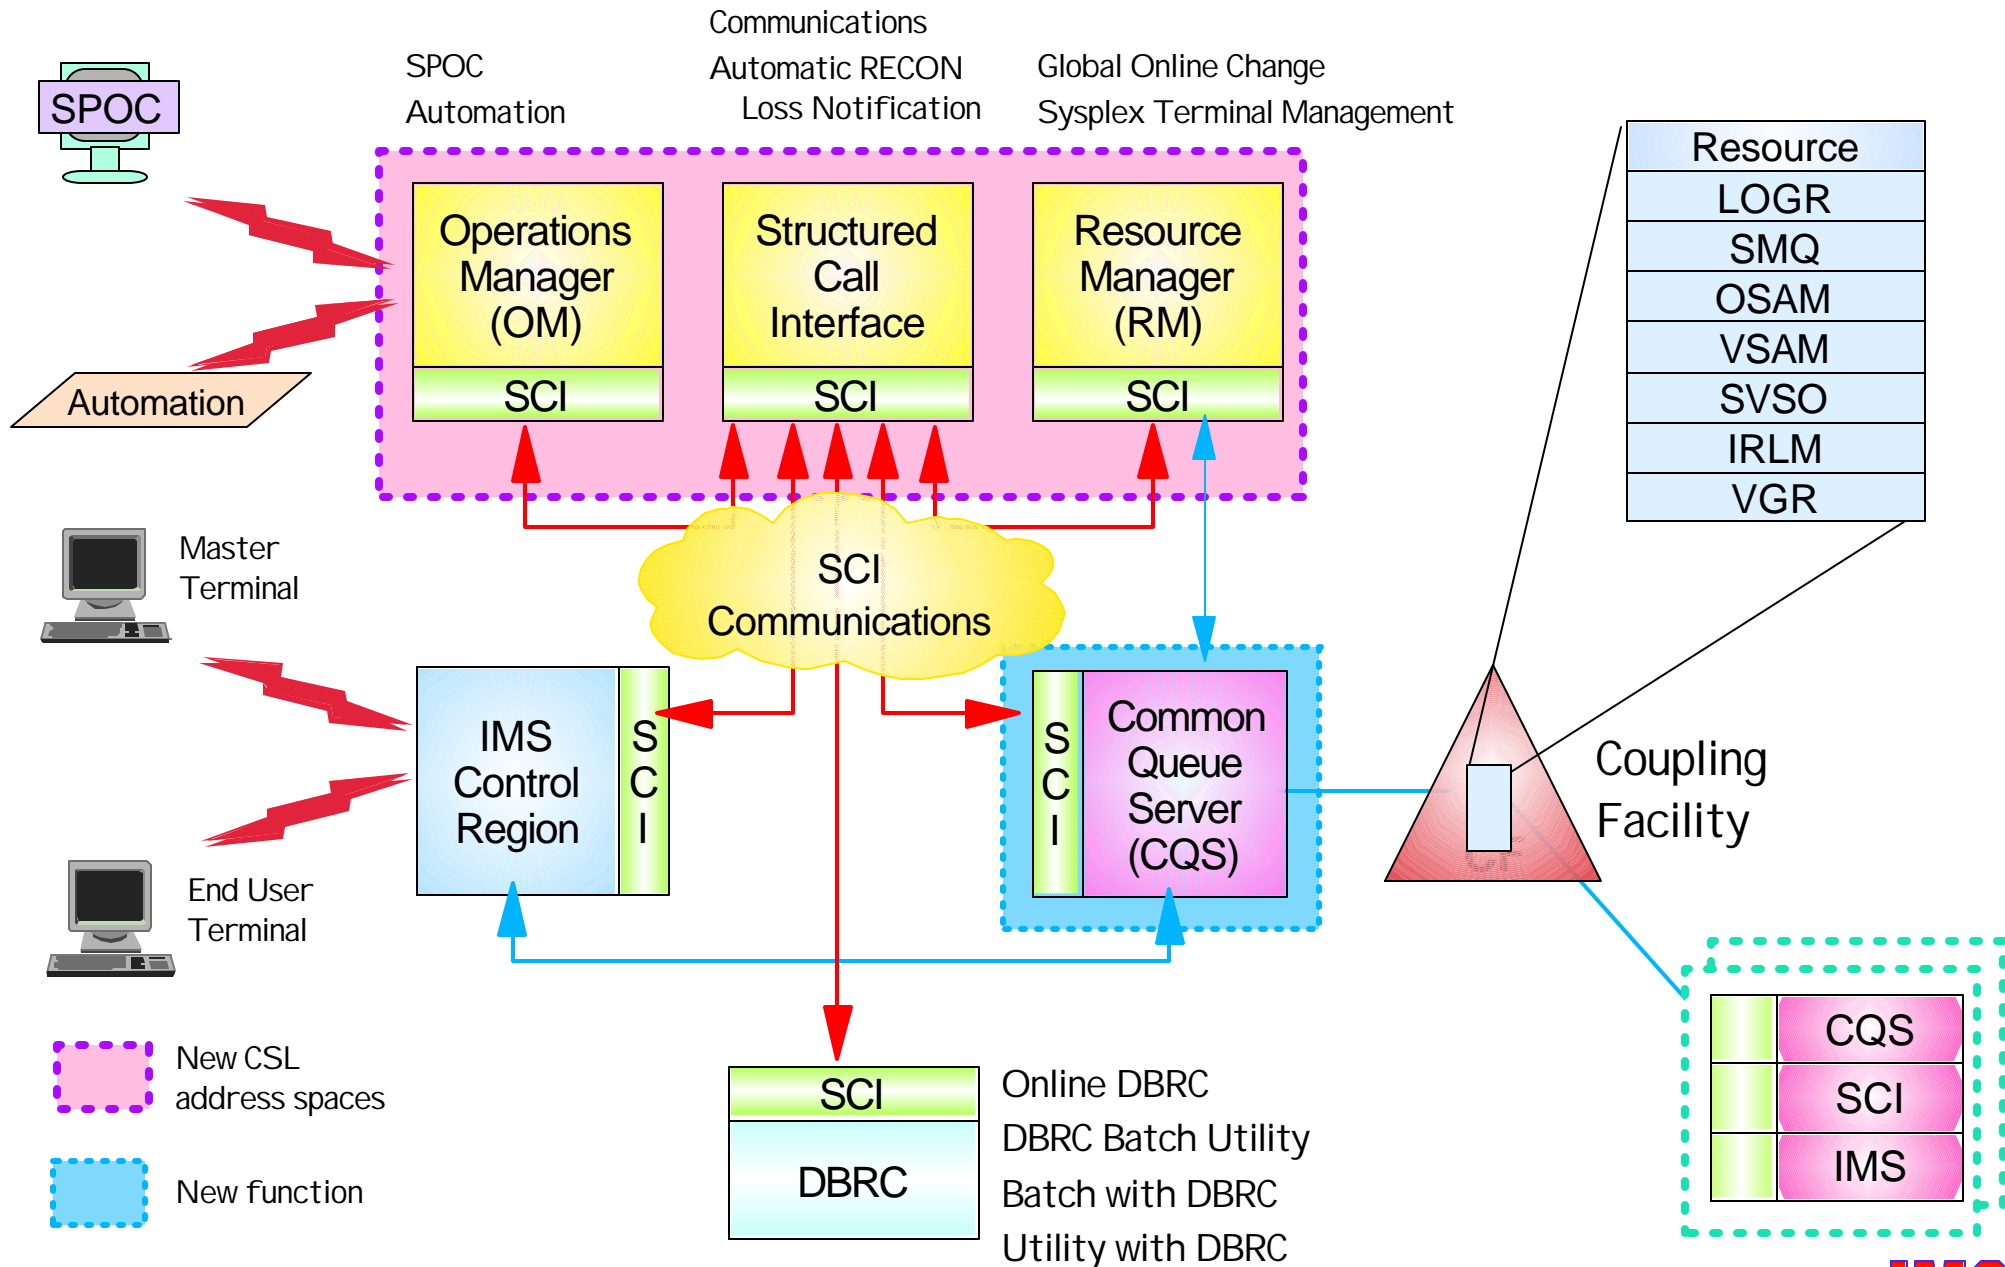 Communications
SPOC
Automatic RECON
Global Online Change
Automation
Loss Notification
Sysplex Terminal Management
SPOC
Automation
Operations
Manager
(OM)
SCI
Structured
Call
Interface
SCI
Resource
Manager
(RM)
SCI
Resource
LOGR
SMQ
OSAM
VSAM
SVSO
IRLM
VGR
Master
Terminal
SCI
Communications
End User
Terminal
IMS
Control
Region
S
C
I
S
C
I
Common
Queue
Server
(CQS)
Coupling
Facility
New CSL
address spaces
New function
SCI
DBRC
Online DBRC
DBRC Batch Utility
Batch with DBRC
Utility with DBRC
CQS
SCI
IMS